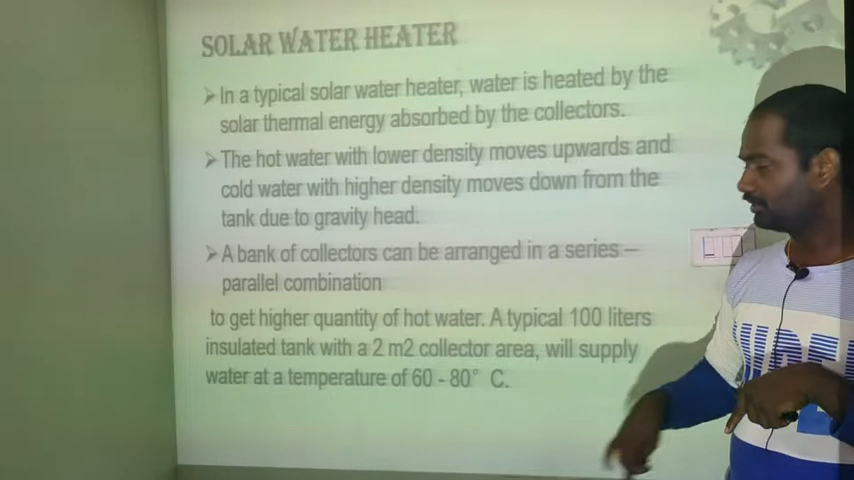 SOLAR WATER HEATER
In a typical solar water heater, water is heated by the
solar thermal energy absorbed by the collectors.
The hot water with lower density moves upwards and
cold water with higher density moves down from the
tank due to gravity head.
A bank of collectors can be arranged in a series –
parallel combination
to get higher quantity of hot water. A typical 100 liters
insulated tank with a 2 m2 collector area, will supply
water at a temperature of 60 - 80° C.